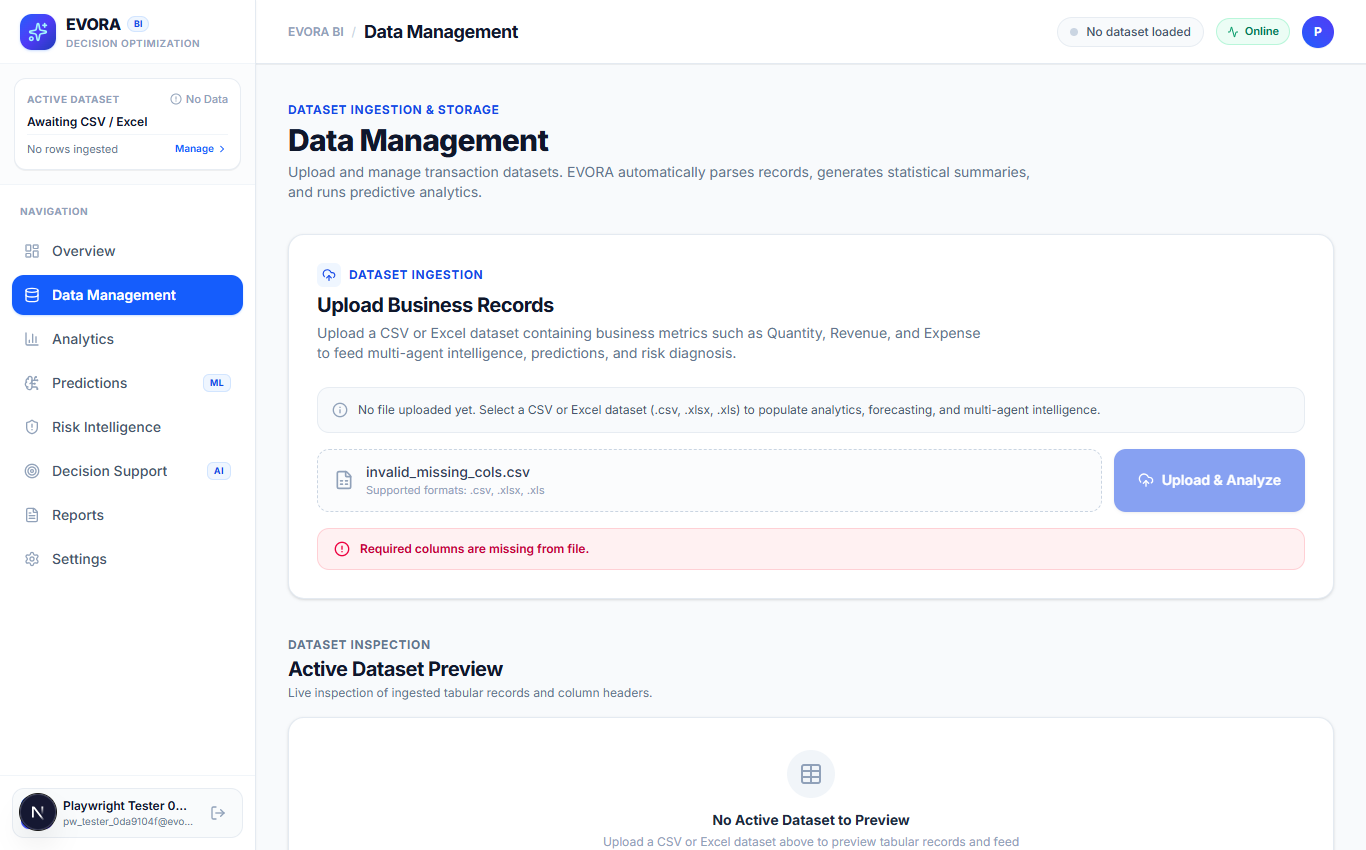 EVORA BI
DECISION OPTIMIZATION
ACTIVE DATASET No Data
Awaiting CSV / Excel
No rows ingested Manage >
NAVIGATION
Overview
Data Management
Analytics
Predictions ML
Risk Intelligence
Decision Support AI
Reports
Settings
N
Playwright Tester 0...
pw_tester_0da9104f@evo...
EVORA BI / Data Management
No dataset loaded
Online
P
DATASET INGESTION & STORAGE
Data Management
Upload and manage transaction datasets. EVORA automatically parses records, generates statistical summaries,
and runs predictive analytics.
DATASET INGESTION
Upload Business Records
Upload a CSV or Excel dataset containing business metrics such as Quantity, Revenue, and Expense
to feed multi-agent intelligence, predictions, and risk diagnosis.
No file uploaded yet. Select a CSV or Excel dataset (.csv, .xlsx, .xls) to populate analytics, forecasting, and multi-agent intelligence.
invalid_missing_cols.csv
Supported formats: .csv, .xlsx, .xls
Upload & Analyze
Required columns are missing from file.
DATASET INSPECTION
Active Dataset Preview
Live inspection of ingested tabular records and column headers.
No Active Dataset to Preview
Upload a CSV or Excel dataset above to preview tabular records and feed